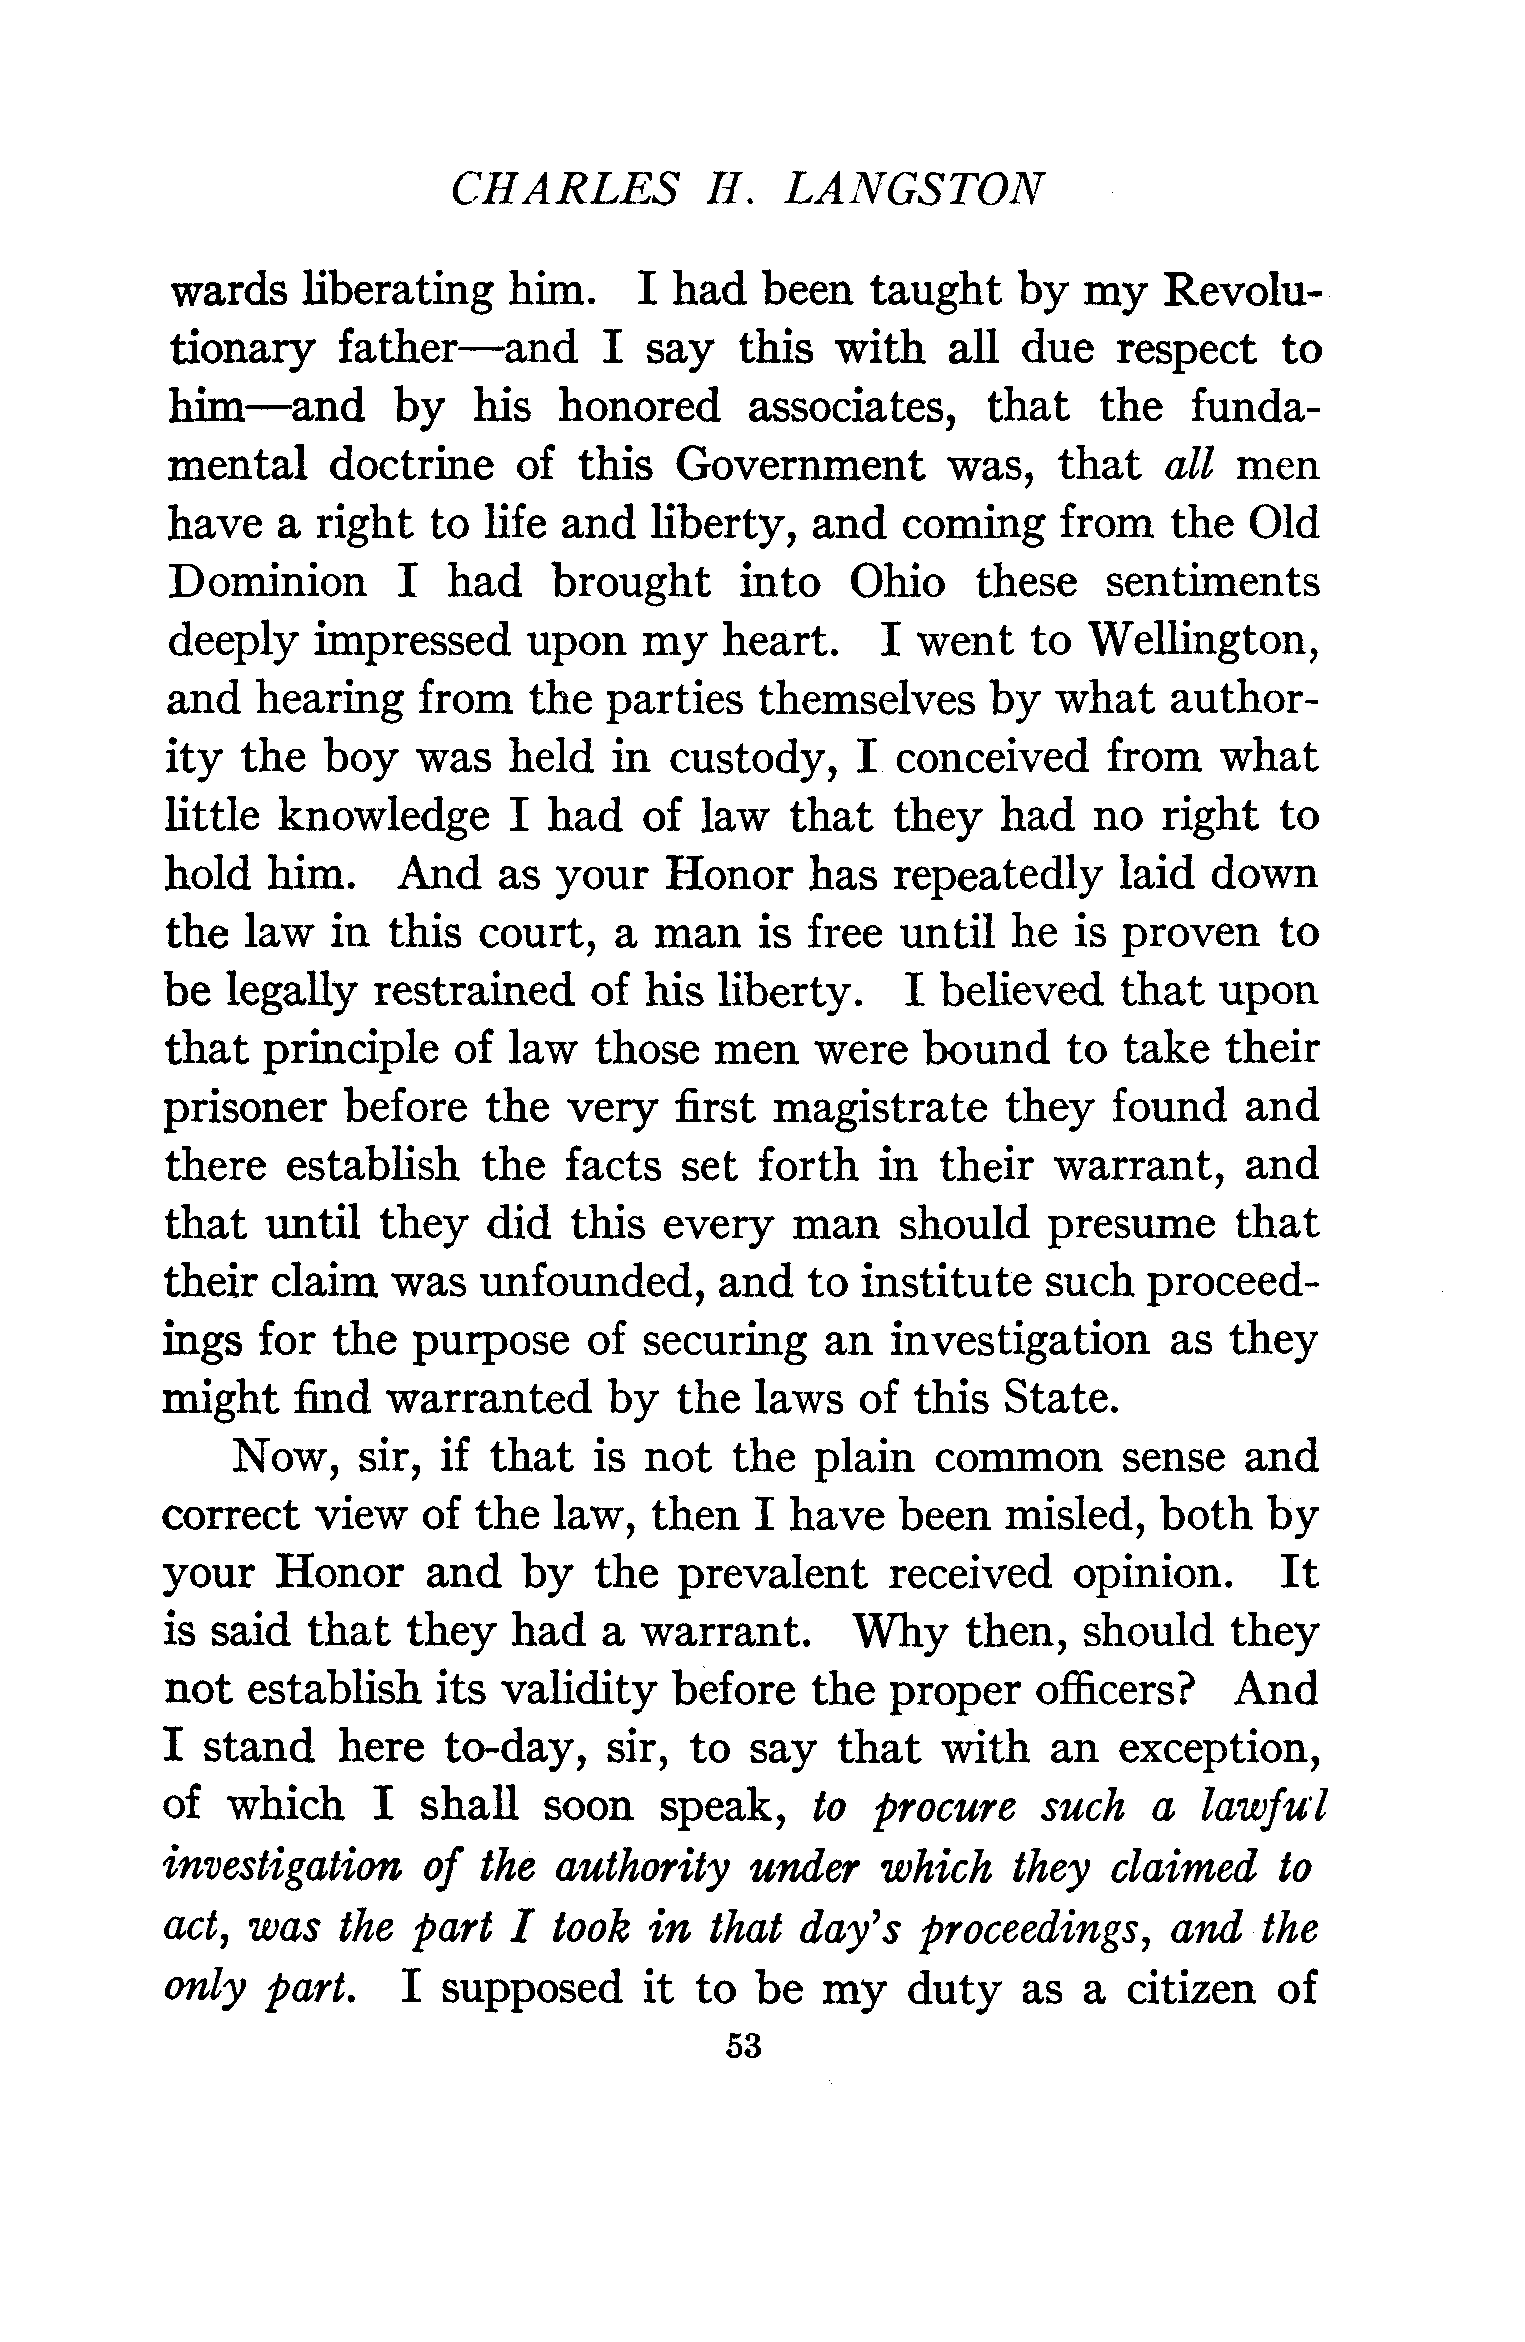 CHARLES H. LANGSTON
wards liberating him. I had been taught by my Revolu-
tionary father—and I say this with all due respect to
him—and by his honored associates, that the funda-
mental doctrine of this Government was, that all men
have a right to life and liberty, and coming from the Old
Dominion I had brought into Ohio these sentiments
deeply impressed upon my heart. I went to Wellington,
and hearing from the parties themselves by what author-
ity the boy was held in custody, I conceived from what
little knowledge I had of law that they had no right to
hold him. And as your Honor has repeatedly laid down
the law in this court, a man is free until he is proven to
be legally restrained of his liberty. I believed that upon
that principle of law those men were bound to take their
prisoner before the very first magistrate they found and
there establish the facts set forth in their warrant, and
that until they did this every man should presume that
their claim was unfounded, and to institute such proceed-
ings for the purpose of securing an investigation as they
might find warranted by the laws of this State.
Now, sir, if that is not the plain common sense and
correct view of the law, then I have been misled, both by
your Honor and by the prevalent received opinion. It
is said that they had a warrant. Why then, should they
not establish its validity before the proper officers? And
I stand here to-day, sir, to say that with an exception,
of which I shall soon speak, to procure such a lawful
investigation of the authority under which they claimed to
act, was the part I took in that day's proceedings, and the
only part. I supposed it to be my duty as a citizen of
53